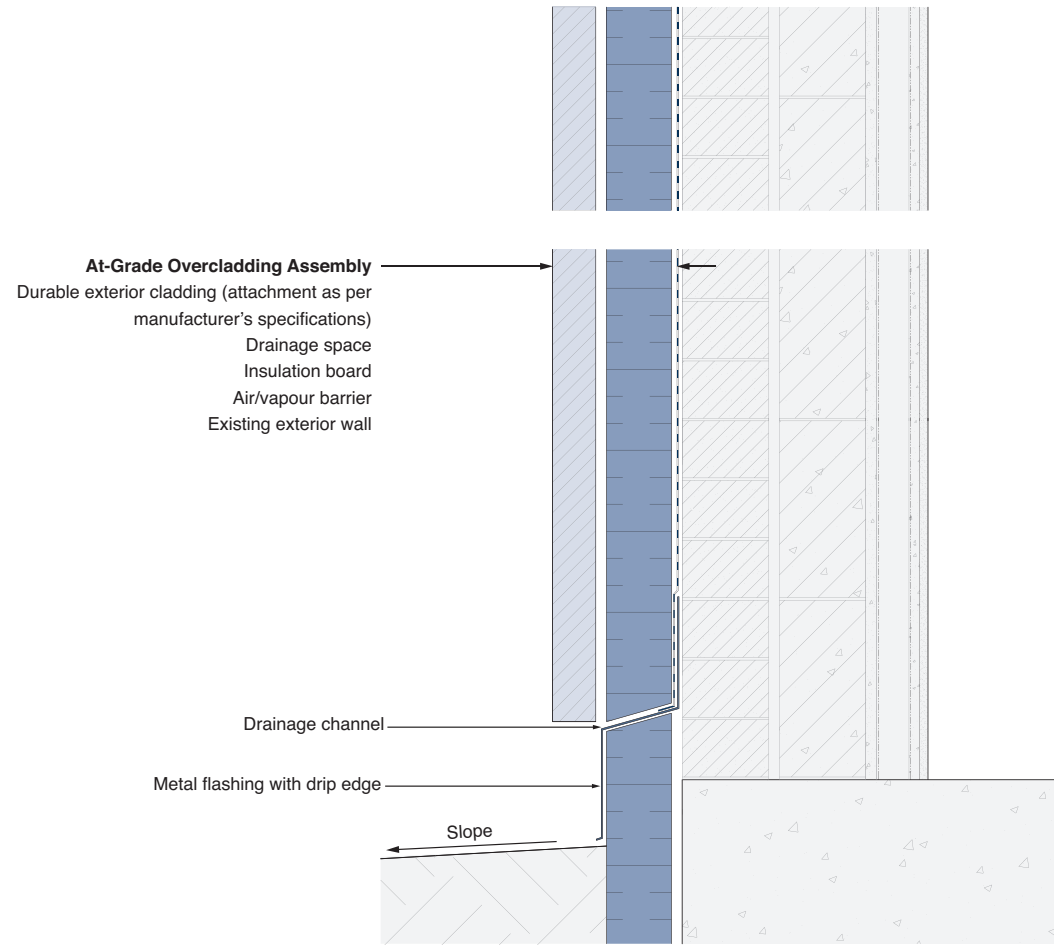 At-Grade Overcladding Assembly
Durable exterior cladding (attachment as per
manufacturer’s specifications)
Drainage space
Insulation board
Air/vapour barrier
Existing exterior wall
Drainage channel
Metal flashing with drip edge
Slope